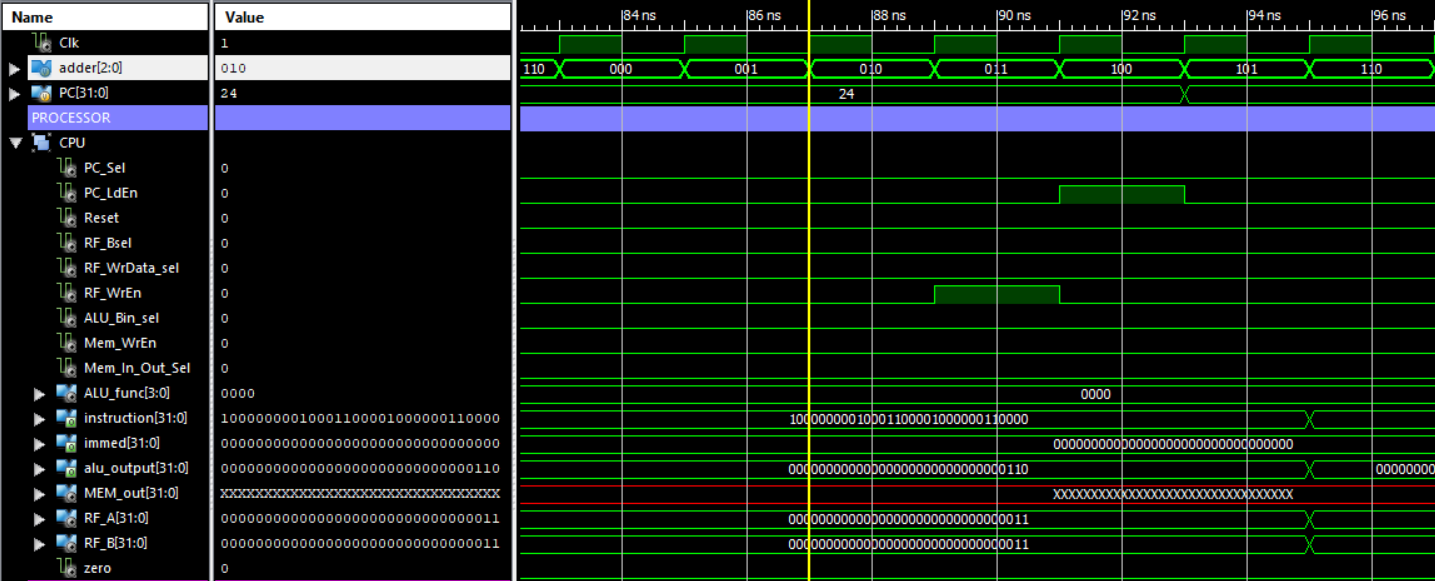 Name Value 84 ns 86 ns 88 ns 90 ns 92 ns 94 ns 96 ns
Clk 1
adder[2:0] 010 110 000 001 010 011 100 101 110
PC[31:0] 24 24
PROCESSOR
CPU
PC_Sel 0
PC_LdEn 0
Reset 0
RF_Bsel 0
RF_WrData_sel 0
RF_WrEn 0
ALU_Bin_sel 0
Mem_WrEn 0
Mem_In_Out_Sel 0
ALU_func[3:0] 0000 0000
instruction[31:0] 10000000010001100001000000110000 10000000010001100001000000110000
immed[31:0] 00000000000000000000000000000000 00000000000000000000000000000000
alu_output[31:0] 00000000000000000000000000000110 00000000000000000000000000000110 00000000
MEM_out[31:0] XXXXXXXXXXXXXXXXXXXXXXXXXXXXXXXX XXXXXXXXXXXXXXXXXXXXXXXXXXXXXXXX
RF_A[31:0] 00000000000000000000000000000011 00000000000000000000000000000011
RF_B[31:0] 00000000000000000000000000000011 00000000000000000000000000000011
zero 0